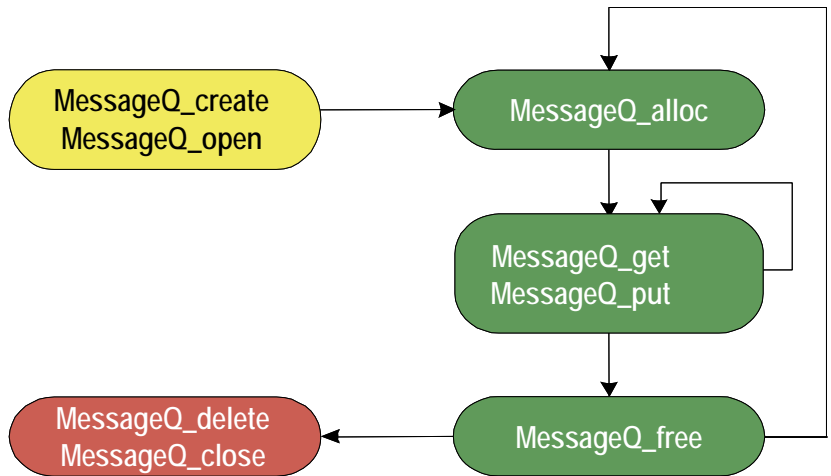 MessageQ_create
MessageQ_open
MessageQ_alloc
MessageQ_get
MessageQ_put
MessageQ_delete
MessageQ_close
MessageQ_free